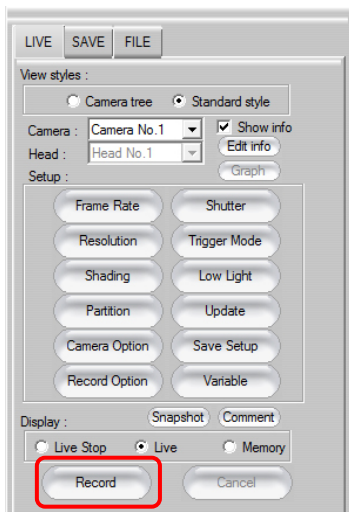 LIVE SAVE FILE
View styles :
Camera tree Standard style
Camera : Camera No.1 Show info
Head : Head No.1 Edit info
Setup : Graph
Frame Rate Shutter
Resolution Trigger Mode
Shading Low Light
Partition Update
Camera Option Save Setup
Record Option Variable
Display : Snapshot Comment
Live Stop Live Memory
Record Cancel